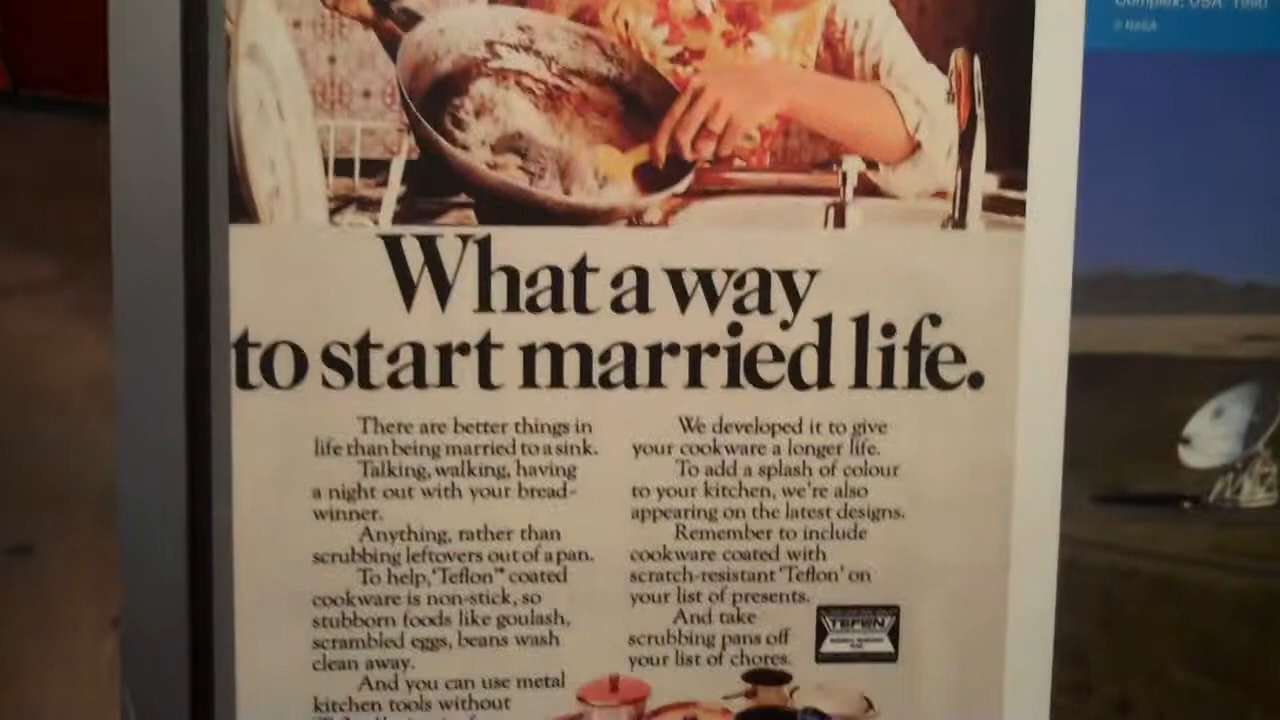 Complex, USA. 1980
© NASA
What a way
to start married life.
There are better things in
life than being married to a sink.
Talking, walking, having
a night out with your bread-
winner.
Anything, rather than
scrubbing leftovers out of a pan.
To help, 'Teflon'* coated
cookware is non-stick, so
stubborn foods like goulash,
scrambled eggs, beans wash
clean away.
And you can use metal
kitchen tools without
We developed it to give
your cookware a longer life.
To add a splash of colour
to your kitchen, we're also
appearing on the latest designs.
Remember to include
cookware coated with
scratch-resistant 'Teflon' on
your list of presents.
And take
scrubbing pans off
your list of chores.